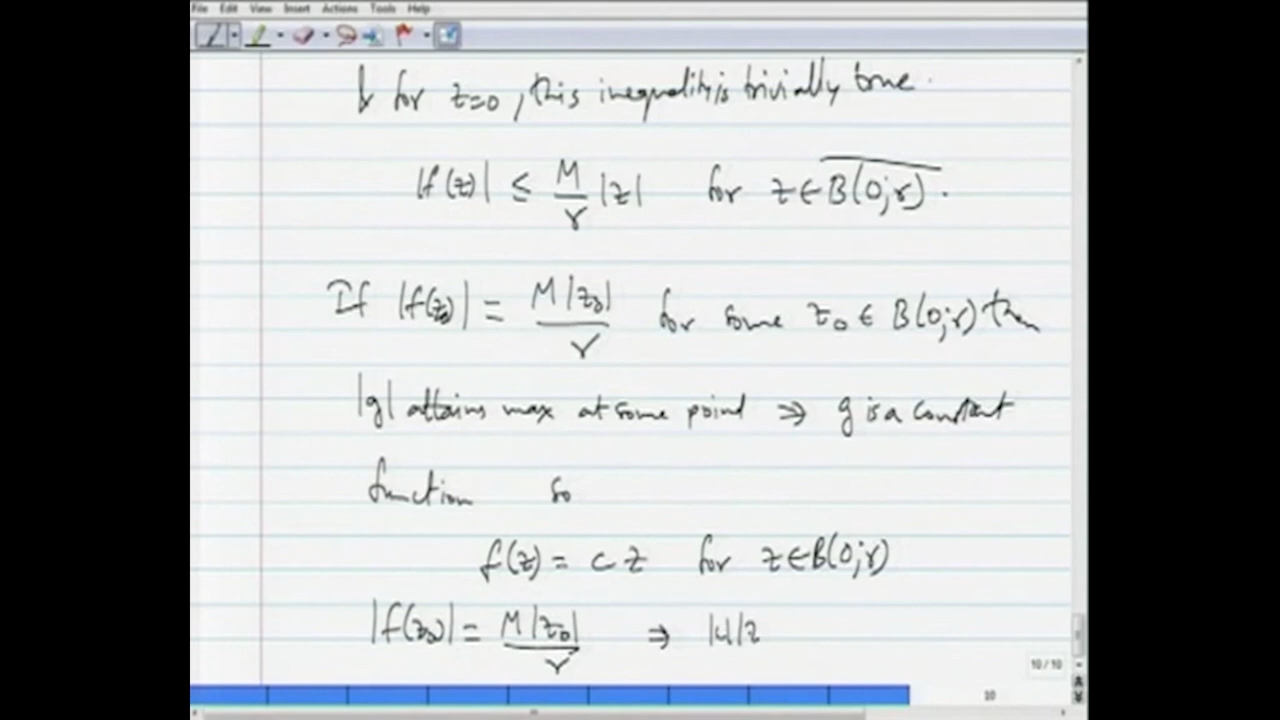 File Edit View Insert Actions Tools Help
& for z=0, this inequality is trivially true.
|f(z)| ≤ M/r |z| for z ∈ \overline{B(0;r)}.
If |f(z₀)| = M|z₀|/r for some z₀ ∈ B(0;r) then
|g| attains max at some point ⇒ g is a constant
function so
f(z) = c z for z ∈ B(0;r)
|f(z₀)| = M|z₀|/r ⇒ |c||z
10/10
10